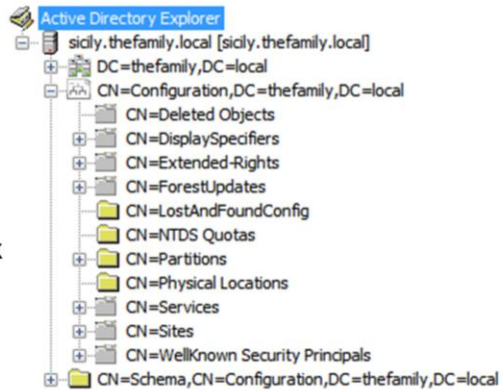 Active Directory Explorer
sicily.thefamily.local [sicily.thefamily.local]
DC=thefamily,DC=local
CN=Configuration,DC=thefamily,DC=local
CN=Deleted Objects
CN=DisplaySpecifiers
CN=Extended-Rights
CN=ForestUpdates
CN=LostAndFoundConfig
CN=NTDS Quotas
CN=Partitions
CN=Physical Locations
CN=Services
CN=Sites
CN=WellKnown Security Principals
CN=Schema,CN=Configuration,DC=thefamily,DC=local